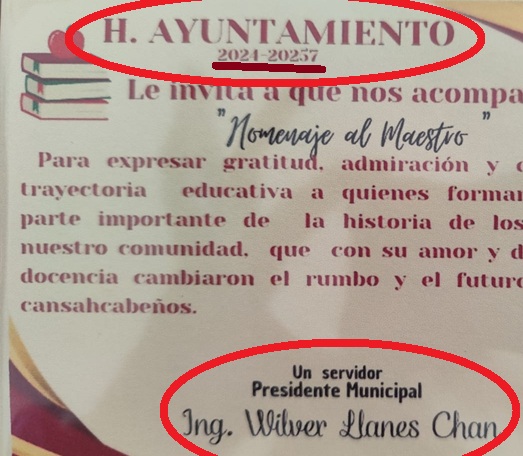 H. AYUNTAMIENTO
2024-20257
Le invita a que nos acompa
"Homenaje al Maestro"
Para expresar gratitud, admiración y
trayectoria educativa a quienes formar
parte importante de la historia de los
nuestro comunidad, que con su amor y d
docencia cambiaron el rumbo y el futuro
cansahcabeños.
Un servidor
Presidente Municipal
Ing. Wilver Llanes Chan